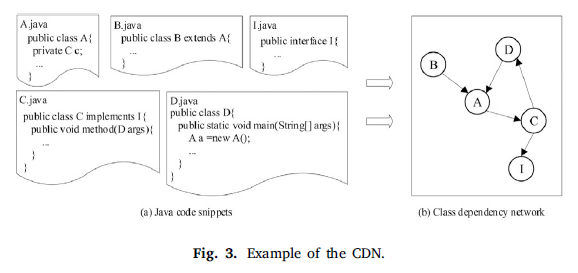 A.java
public class A{
private C c;
...
}
B.java
public class B extends A{
...
}
I.java
public interface I{
...
}
C.java
public class C implements I{
public void method(D args){
...
}
}
D.java
public class D{
public static void main(String[] args){
A a =new A();
...
}
}
B
D
A
C
I
(a) Java code snippets
(b) Class dependency network
Fig. 3. Example of the CDN.